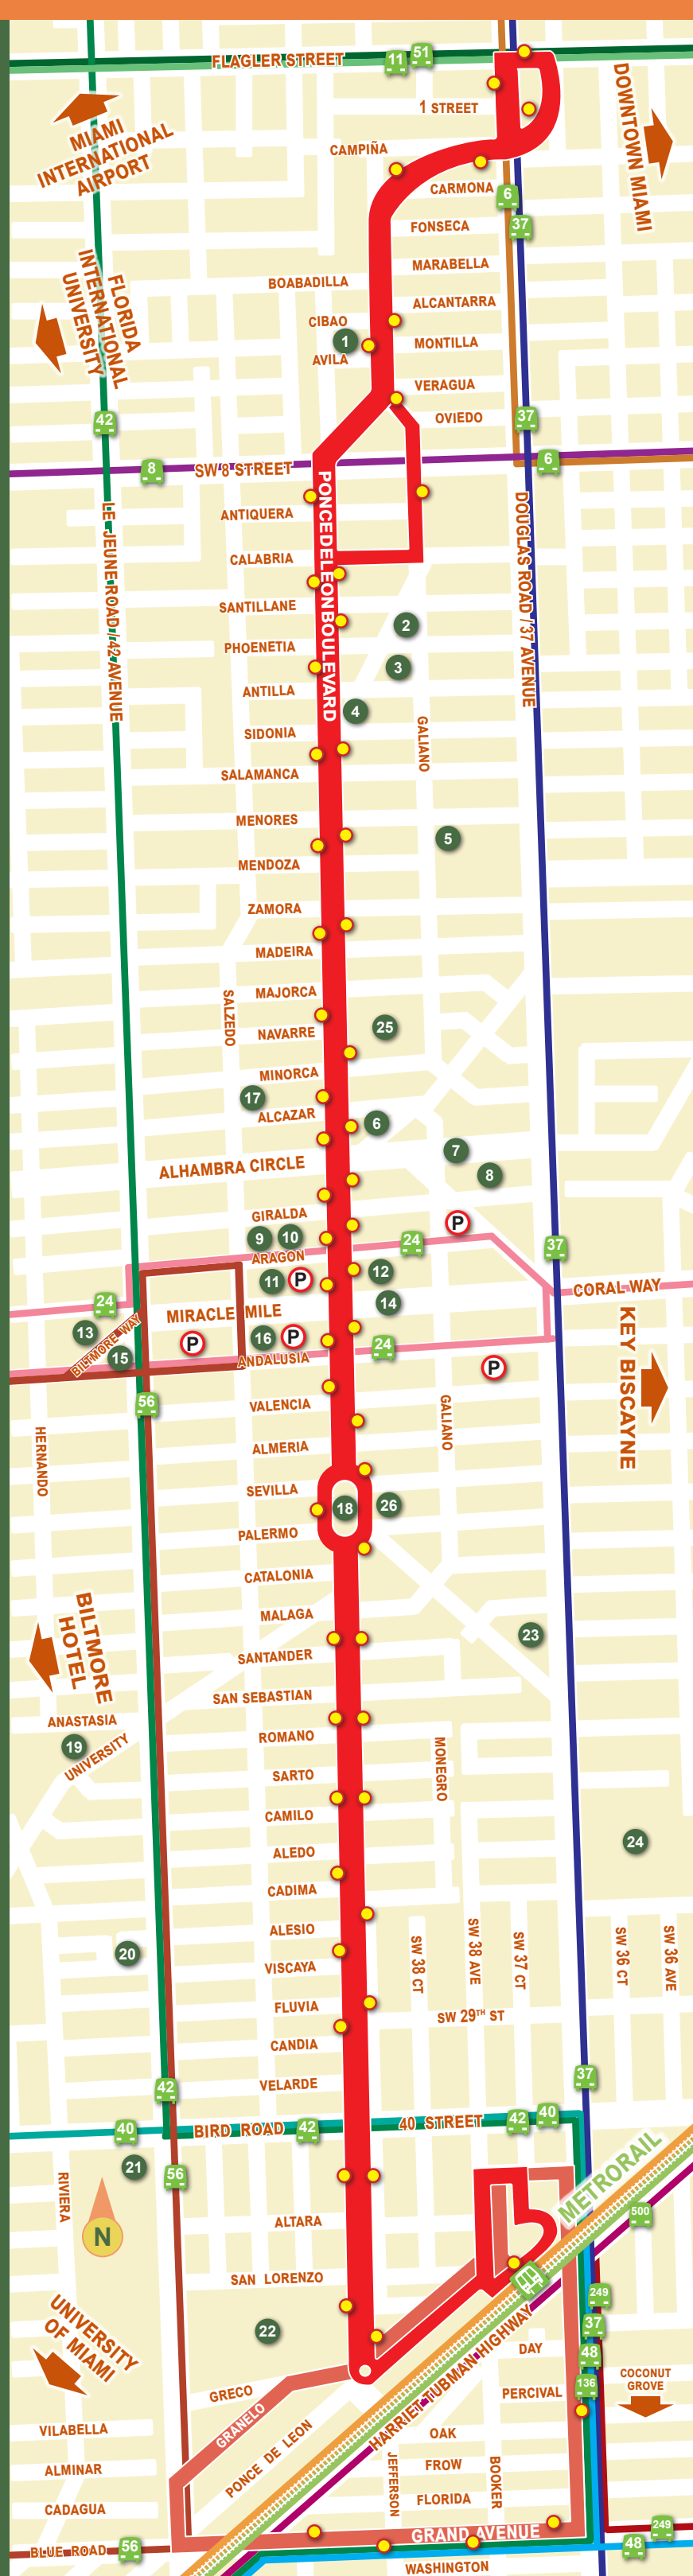 FLAGLER STREET
11
51
1 STREET
DOWNTOWN MIAMI
MIAMI
INTERNATIONAL
AIRPORT
CAMPIÑA
CARMONA
6
37
FONSECA
MARABELLA
FLORIDA
INTERNATIONAL
UNIVERSITY
BOABADILLA
ALCANTARRA
CIBAO
1
MONTILLA
AVILA
VERAGUA
OVIEDO
42
37
8
SW 8 STREET
6
LE JEUNE ROAD / 42 AVENUE
PONCE DE LEON BOULEVARD
DOUGLAS ROAD / 37 AVENUE
ANTIQUERA
CALABRIA
SANTILLANE
2
PHOENETIA
3
ANTILLA
4
GALIANO
SIDONIA
SALAMANCA
MENORES
5
MENDOZA
ZAMORA
MADEIRA
MAJORCA
SALZEDO
NAVARRE
25
MINORCA
17
ALCAZAR
6
7
ALHAMBRA CIRCLE
8
GIRALDA
P
9
10
24
37
ARAGON
11
P
12
CORAL WAY
24
14
MIRACLE MILE
KEY BISCAYNE
13
BILTMORE WAY
15
P
16
P
24
ANDALUSIA
P
56
VALENCIA
GALIANO
HERNANDO
ALMERIA
SEVILLA
18
26
PALERMO
CATALONIA
BILTMORE
HOTEL
MALAGA
23
SANTANDER
SAN SEBASTIAN
ANASTASIA
ROMANO
19
UNIVERSITY
MONEGRO
SARTO
CAMILO
24
ALEDO
CADIMA
ALESIO
SW 38 CT
SW 38 AVE
SW 37 CT
SW 36 CT
SW 36 AVE
20
VISCAYA
FLUVIA
SW 29TH ST
CANDIA
VELARDE
42
37
40
BIRD ROAD
42
40 STREET
42
40
21
56
RIVIERA
METRORAIL
N
ALTARA
500
SAN LORENZO
249
UNIVERSITY
OF MIAMI
22
37
DAY
48
HARRIET TUBMAN HIGHWAY
COCONUT
GROVE
136
GRECO
PERCIVAL
GRANELO
PONCE DE LEON
VILABELLA
OAK
ALMINAR
JEFFERSON
FROW
BOOKER
CADAGUA
FLORIDA
BLUE ROAD
56
GRAND AVENUE
249
48
WASHINGTON